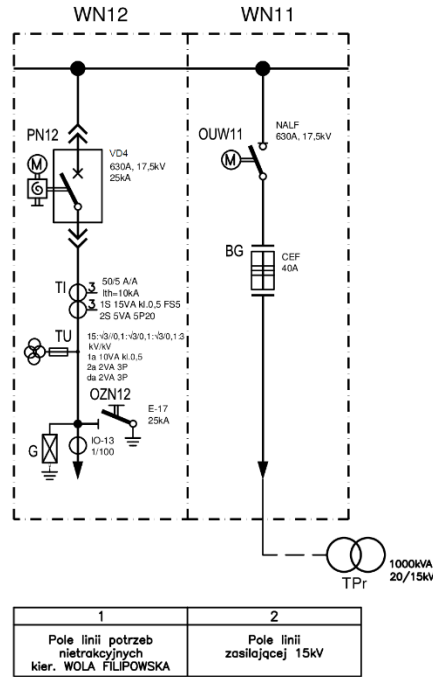 WN12
WN11
PN12
VD4
630A, 17,5kV
25kA
M
OUW11
NALF
630A, 17,5kV
M
BG
CEF
40A
TI
3
50/5 A/A
Ith=10kA
3
1S 15VA kl.0,5 FS5
2S 5VA 5P20
TU
15:√3//0,1:√3/0,1:√3/0,1:3
kV/kV
1a 10VA kl.0,5
2a 2VA 3P
da 2VA 3P
OZN12
E-17
25kA
G
IO-13
1/100
1000kVA
20/15kV
TPr
1
2
Pole linii potrzeb
nietrakcyjnych
kier. WOLA FILIPOWSKA
Pole linii
zasilającej 15kV